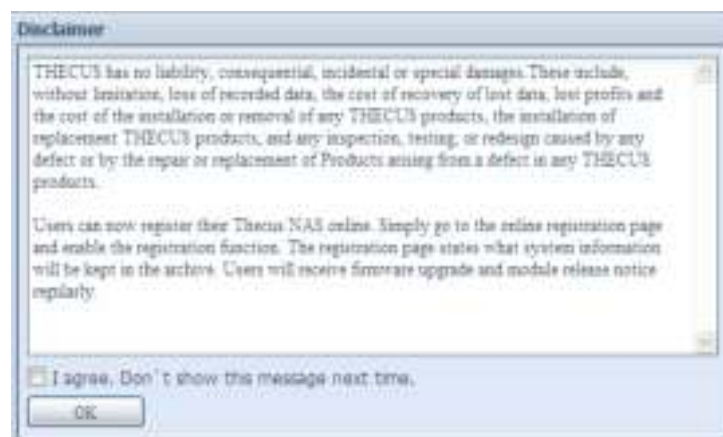 Disclaimer
THECUS has no liability, consequential, incidental or special damages. These include,
without limitation, loss of recorded data, the cost of recovery of lost data, lost profits and
the cost of the installation or removal of any THECUS products, the installation of
replacement THECUS products, and any inspection, testing, or redesign caused by any
defect or by the repair or replacement of Products arising from a defect in any THECUS
products.
Users can now register their Thecus NAS online. Simply go to the online registration page
and enable the registration function. The registration page states what system information
will be kept in the archive. Users will receive firmware upgrade and module release notice
regularly.
I agree. Don't show this message next time.
OK